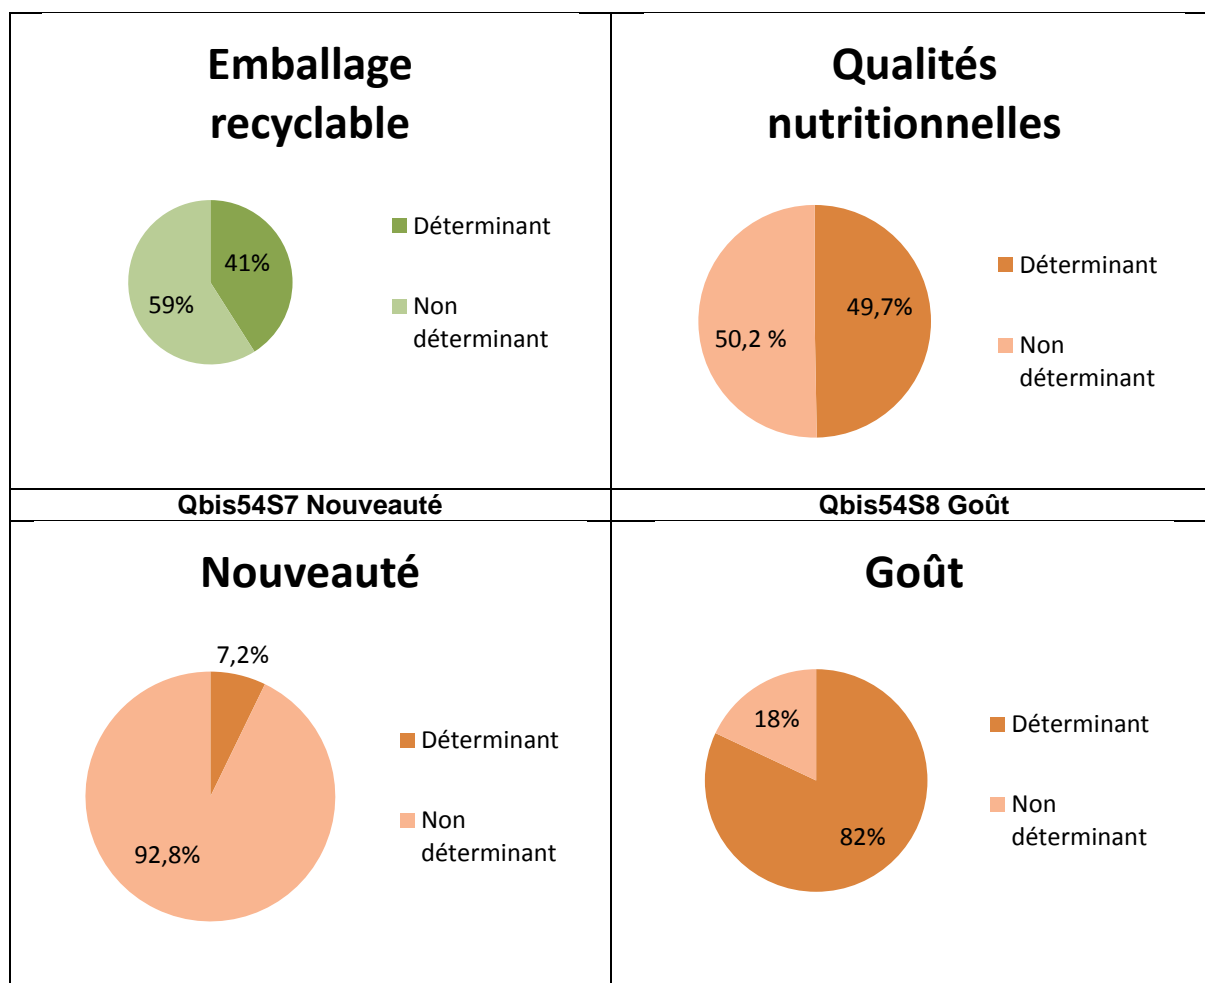 Emballage
recyclable
41%
59%
Déterminant
Non
déterminant
Qualités
nutritionnelles
49,7%
50,2 %
Déterminant
Non
déterminant
Qbis54S7 Nouveauté
Qbis54S8 Goût
Nouveauté
7,2%
92,8%
Déterminant
Non
déterminant
Goût
18%
82%
Déterminant
Non
déterminant